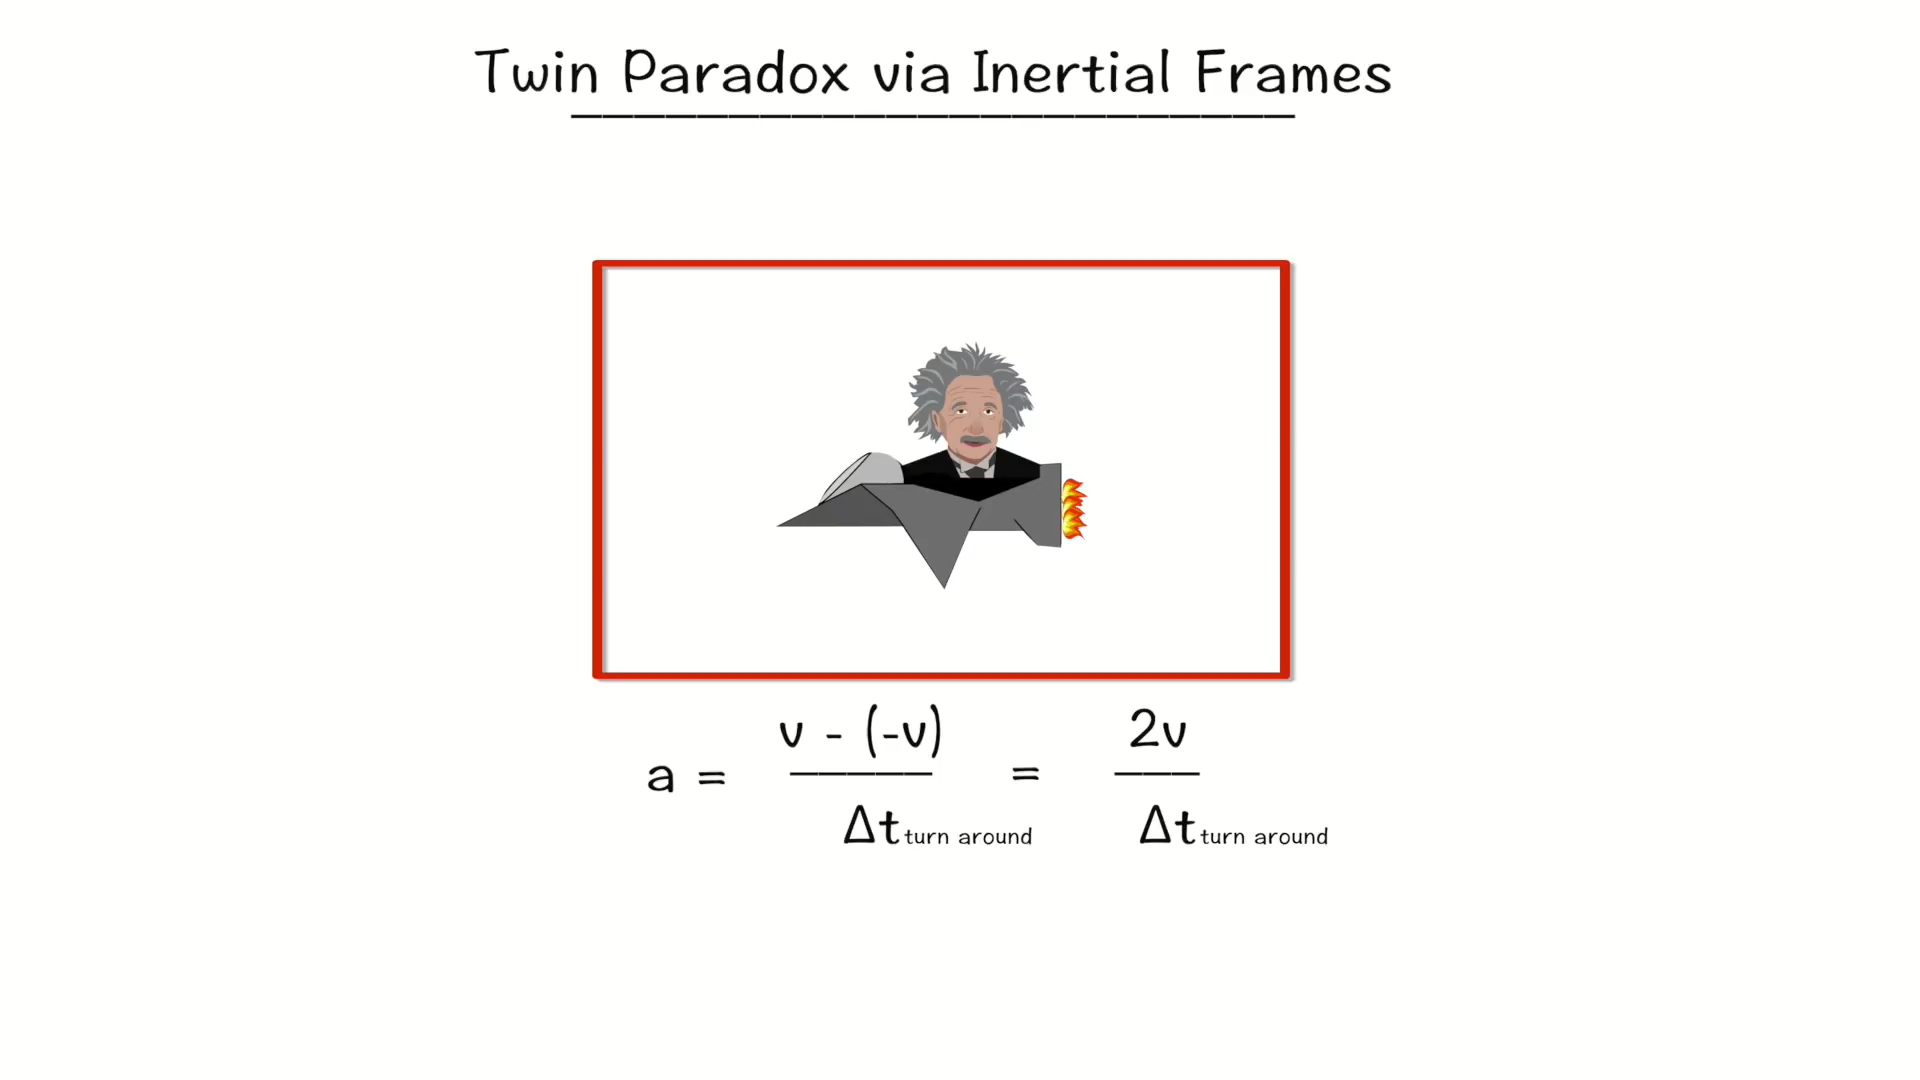 Twin Paradox via Inertial Frames
v - (-v) 2v
a = =
Δt turn around Δt turn around